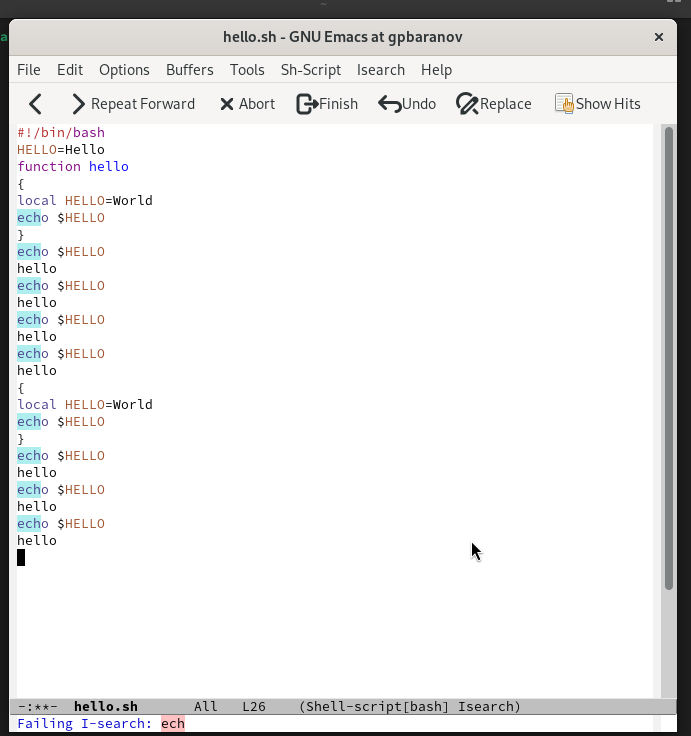 a
hello.sh - GNU Emacs at gpbaranov ×
File Edit Options Buffers Tools Sh-Script Isearch Help
Repeat Forward Abort Finish Undo Replace Show Hits
#!/bin/bash
HELLO=Hello
function hello
{
local HELLO=World
echo $HELLO
}
echo $HELLO
hello
echo $HELLO
hello
echo $HELLO
hello
echo $HELLO
hello
{
local HELLO=World
echo $HELLO
}
echo $HELLO
hello
echo $HELLO
hello
echo $HELLO
hello
-:**- hello.sh All L26 (Shell-script[bash] Isearch)
Failing I-search: ech